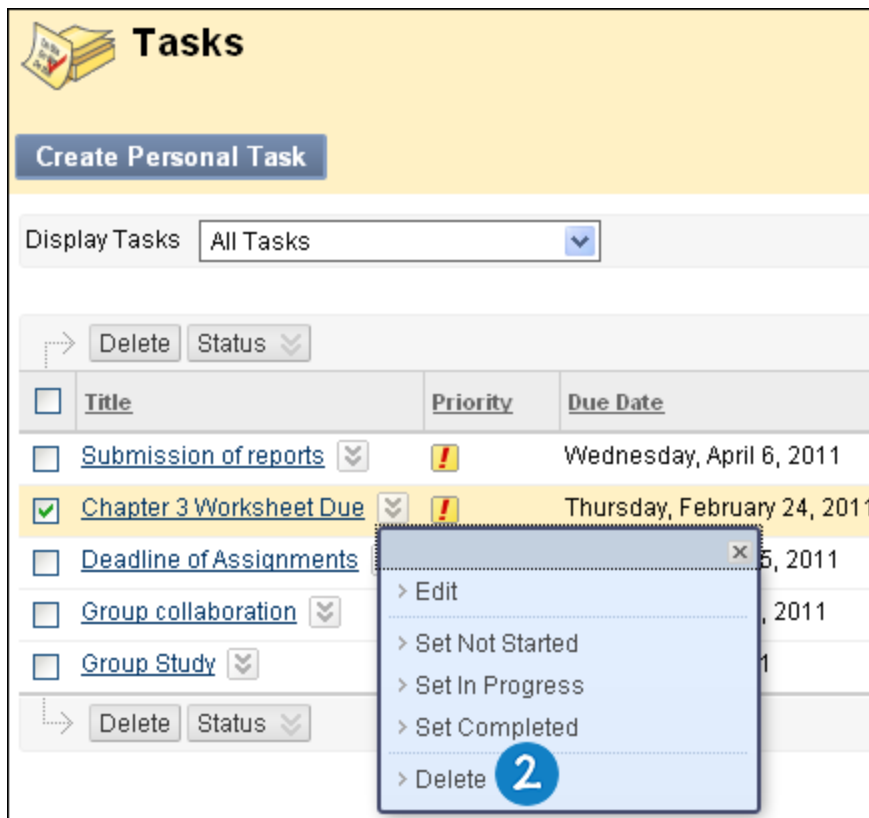 Tasks
Create Personal Task
Display Tasks All Tasks
Delete Status
Title Priority Due Date
Submission of reports ! Wednesday, April 6, 2011
Chapter 3 Worksheet Due ! Thursday, February 24, 2011
Deadline of Assignments 5, 2011
Group collaboration , 2011
Group Study 1
Delete Status
> Edit
> Set Not Started
> Set In Progress
> Set Completed
> Delete 2